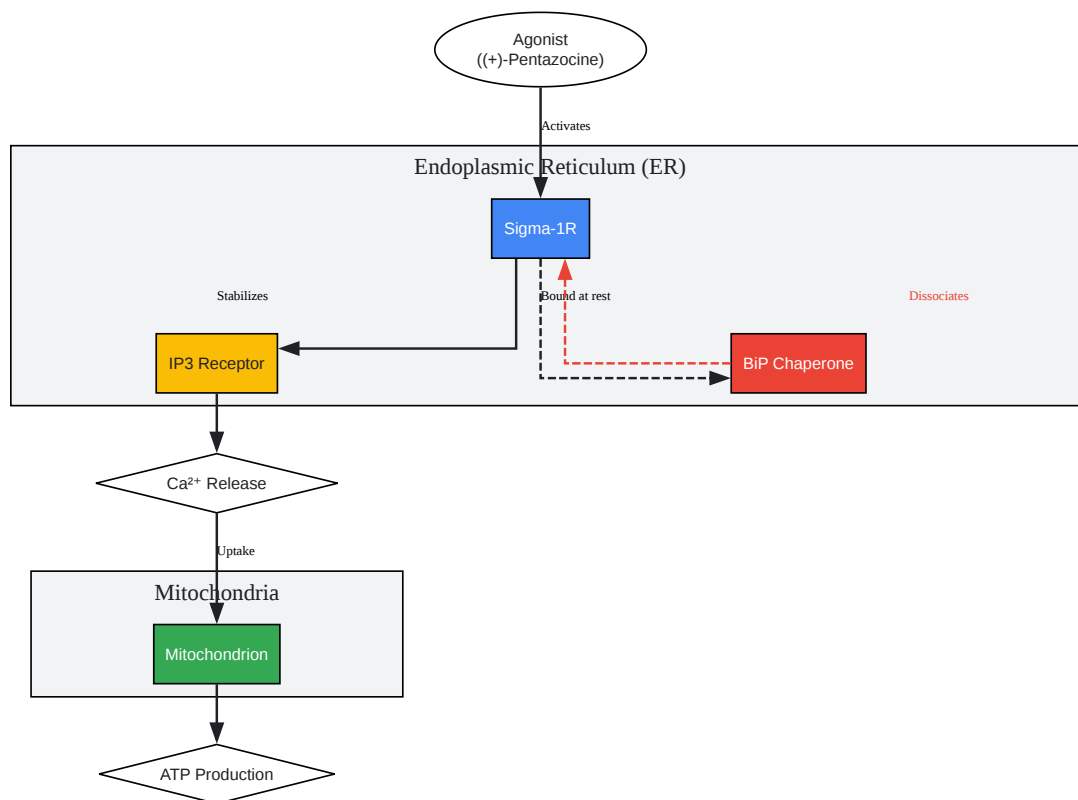 Agonist
((+)-Pentazocine)
Activates
Endoplasmic Reticulum (ER)
Sigma-1R
Stabilizes
Bound at rest
Dissociates
IP3 Receptor
BiP Chaperone
Ca²⁺ Release
Uptake
Mitochondria
Mitochondrion
ATP Production